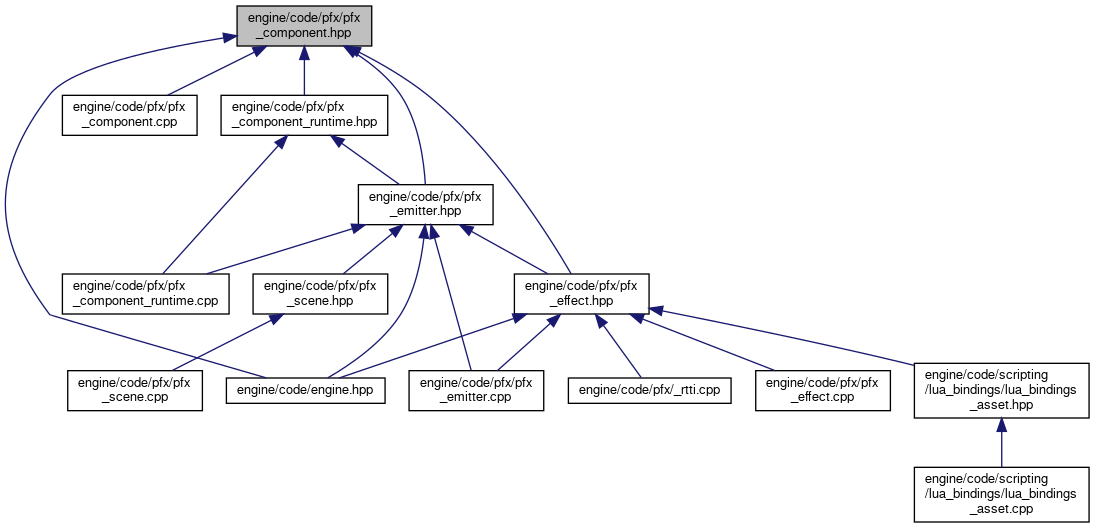 engine/code/pfx/pfx
_component.hpp
engine/code/pfx/pfx
_component.cpp
engine/code/pfx/pfx
_component_runtime.hpp
engine/code/pfx/pfx
_emitter.hpp
engine/code/pfx/pfx
_component_runtime.cpp
engine/code/pfx/pfx
_scene.hpp
engine/code/pfx/pfx
_effect.hpp
engine/code/pfx/pfx
_scene.cpp
engine/code/engine.hpp
engine/code/pfx/pfx
_emitter.cpp
engine/code/pfx/_rtti.cpp
engine/code/pfx/pfx
_effect.cpp
engine/code/scripting
/lua_bindings/lua_bindings
_asset.hpp
engine/code/scripting
/lua_bindings/lua_bindings
_asset.cpp